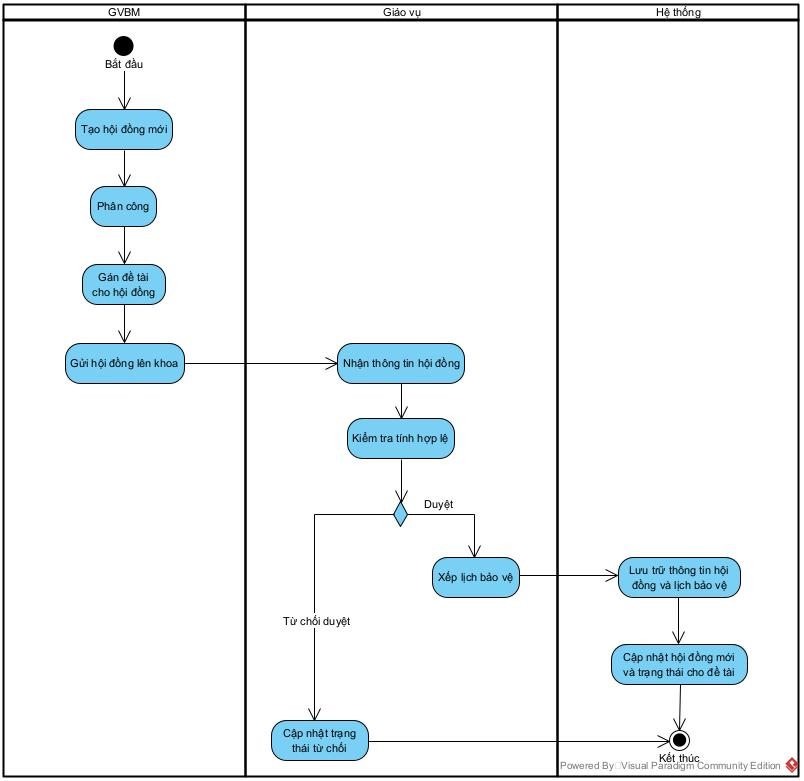 GVBM
Giáo vụ
Hệ thống
Bắt đầu
Tạo hội đồng mới
Phân công
Gán đề tài
cho hội đồng
Gửi hội đồng lên khoa
Nhận thông tin hội đồng
Kiểm tra tính hợp lệ
Duyệt
Xếp lịch bảo vệ
Lưu trữ thông tin hội
đồng và lịch bảo vệ
Từ chối duyệt
Cập nhật hội đồng mới
và trạng thái cho đề tài
Cập nhật trạng
thái từ chối
Kết thúc
Powered By Visual Paradigm Community Edition